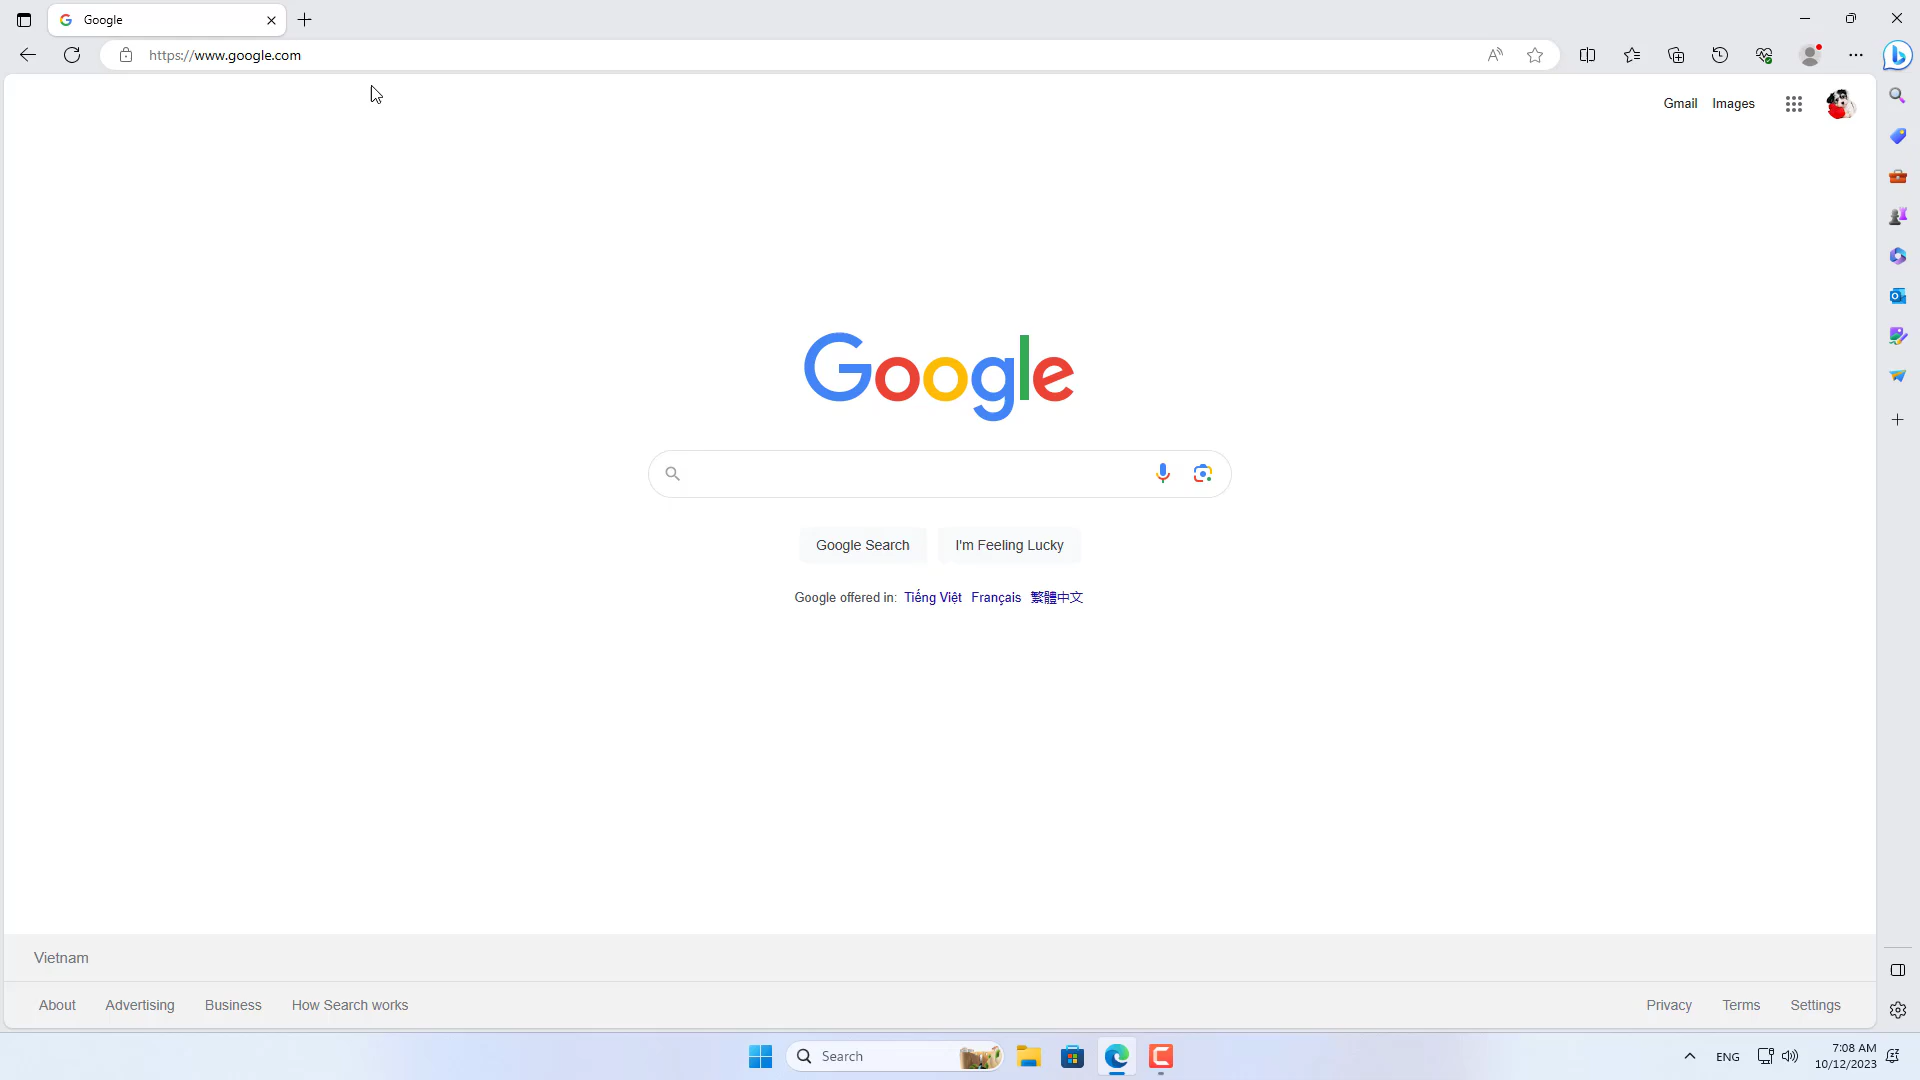 Google
https://www.google.com
Gmail Images
Google
Google Search I'm Feeling Lucky
Google offered in: Tiếng Việt Français 繁體中文
Vietnam
About Advertising Business How Search works Privacy Terms Settings
Search ENG 7:08 AM
10/12/2023